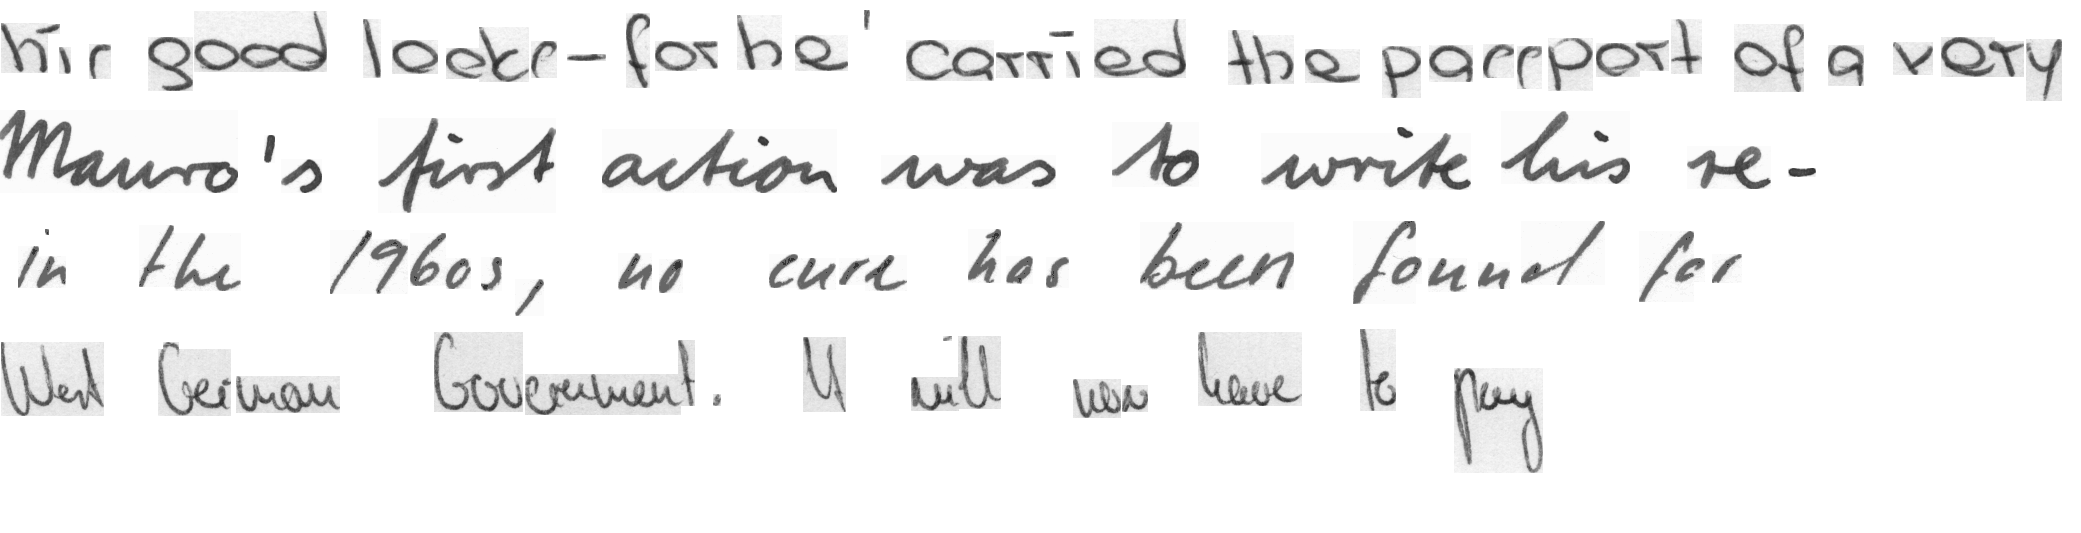 his good looks - for he ' carried the passport of a very
Mauro's first action was to write his re-
in the 1960s, no cure has been found for
West German Government. It will now have to pay